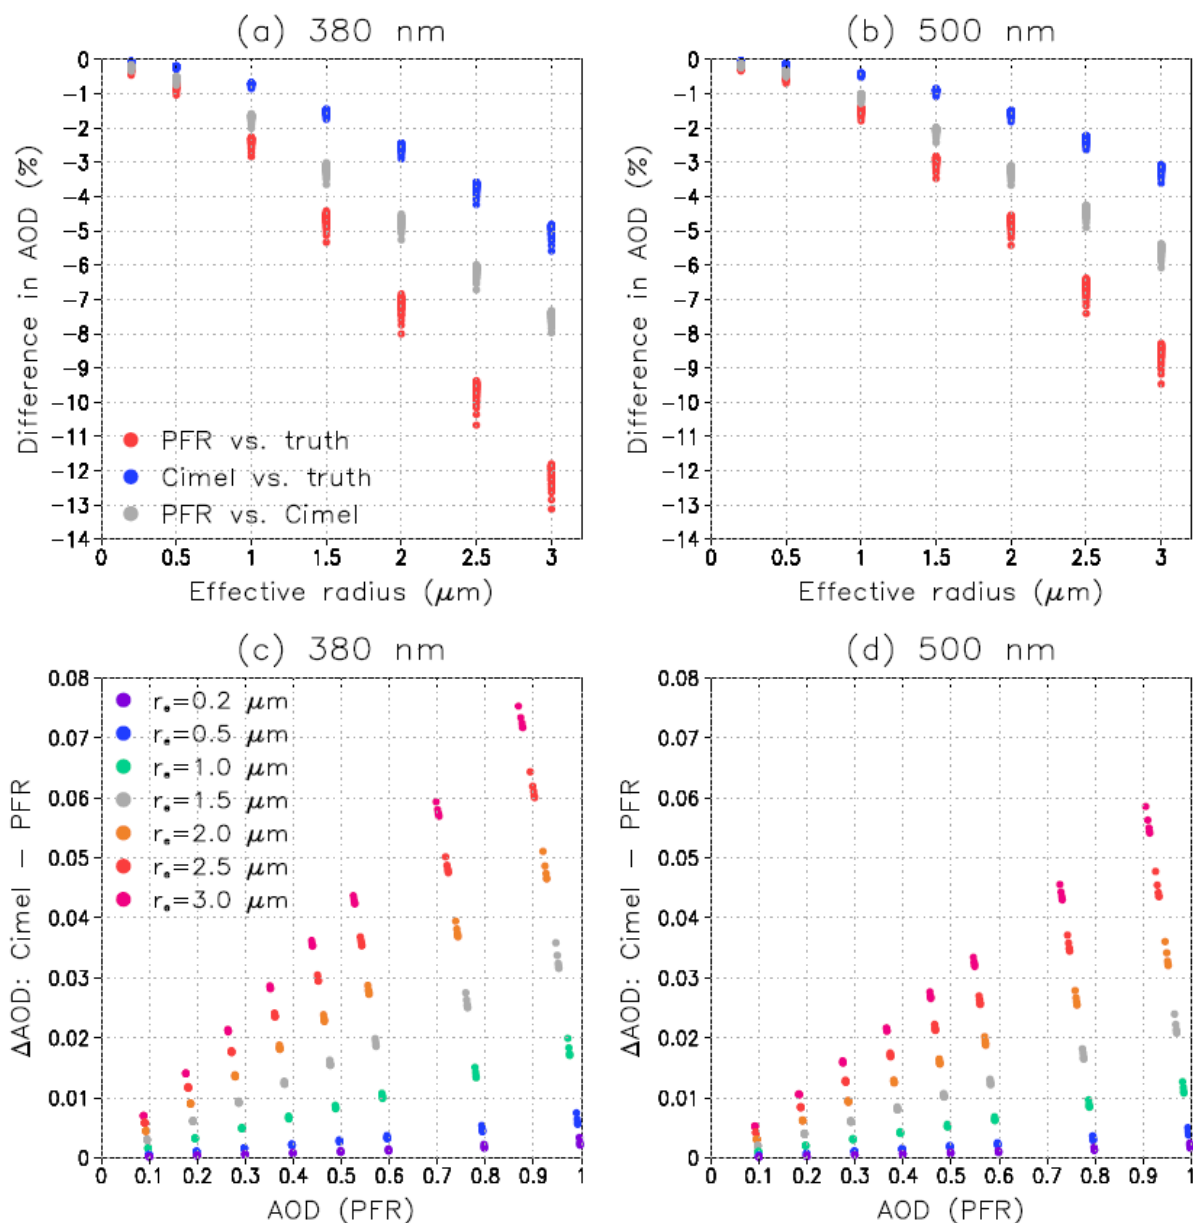 (a) 380 nm
(b) 500 nm
Difference in AOD (%)
0
-1
-2
-3
-4
-5
-6
-7
-8
-9
-10
-11
-12
-13
-14
PFR vs. truth
Cimel vs. truth
PFR vs. Cimel
0 0.5 1 1.5 2 2.5 3
Effective radius (μm)
Difference in AOD (%)
0
-1
-2
-3
-4
-5
-6
-7
-8
-9
-10
-11
-12
-13
-14
0 0.5 1 1.5 2 2.5 3
Effective radius (μm)
(c) 380 nm
(d) 500 nm
ΔAOD: Cimel – PFR
0.08
0.07
0.06
0.05
0.04
0.03
0.02
0.01
0
rₑ=0.2 μm
rₑ=0.5 μm
rₑ=1.0 μm
rₑ=1.5 μm
rₑ=2.0 μm
rₑ=2.5 μm
rₑ=3.0 μm
0 0.1 0.2 0.3 0.4 0.5 0.6 0.7 0.8 0.9 1
AOD (PFR)
ΔAOD: Cimel – PFR
0.08
0.07
0.06
0.05
0.04
0.03
0.02
0.01
0
0 0.1 0.2 0.3 0.4 0.5 0.6 0.7 0.8 0.9 1
AOD (PFR)